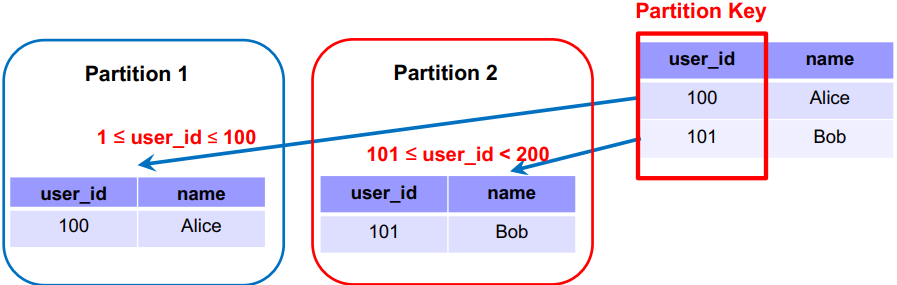 Partition Key
user_id name
100 Alice
101 Bob
Partition 1
1 ≤ user_id ≤ 100
user_id name
100 Alice
Partition 2
101 ≤ user_id < 200
user_id name
101 Bob